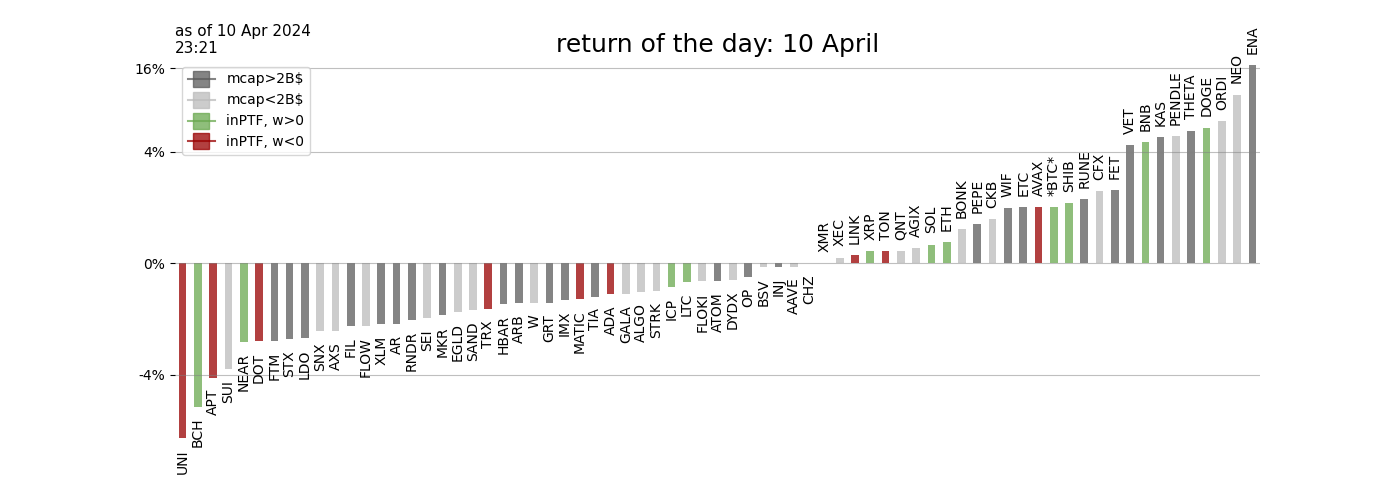 as of 10 Apr 2024
23:21
return of the day: 10 April
16%
4%
0%
-4%
mcap>2B$
mcap<2B$
inPTF, w>0
inPTF, w<0
UNI
BCH
APT
SUI
NEAR
DOT
FTM
STX
LDO
SNX
AXS
FIL
FLOW
XLM
AR
RNDR
SEI
MKR
EGLD
SAND
TRX
HBAR
ARB
W
GRT
IMX
MATIC
TIA
ADA
GALA
ALGO
STRK
ICP
LTC
FLOKI
ATOM
DYDX
OP
BSV
INJ
AAVE
CHZ
XMR
XEC
LINK
XRP
TON
QNT
AGIX
SOL
ETH
BONK
PEPE
CKB
WIF
ETC
AVAX
*BTC*
SHIB
RUNE
CFX
FET
VET
BNB
KAS
PENDLE
THETA
DOGE
ORDI
NEO
ENA